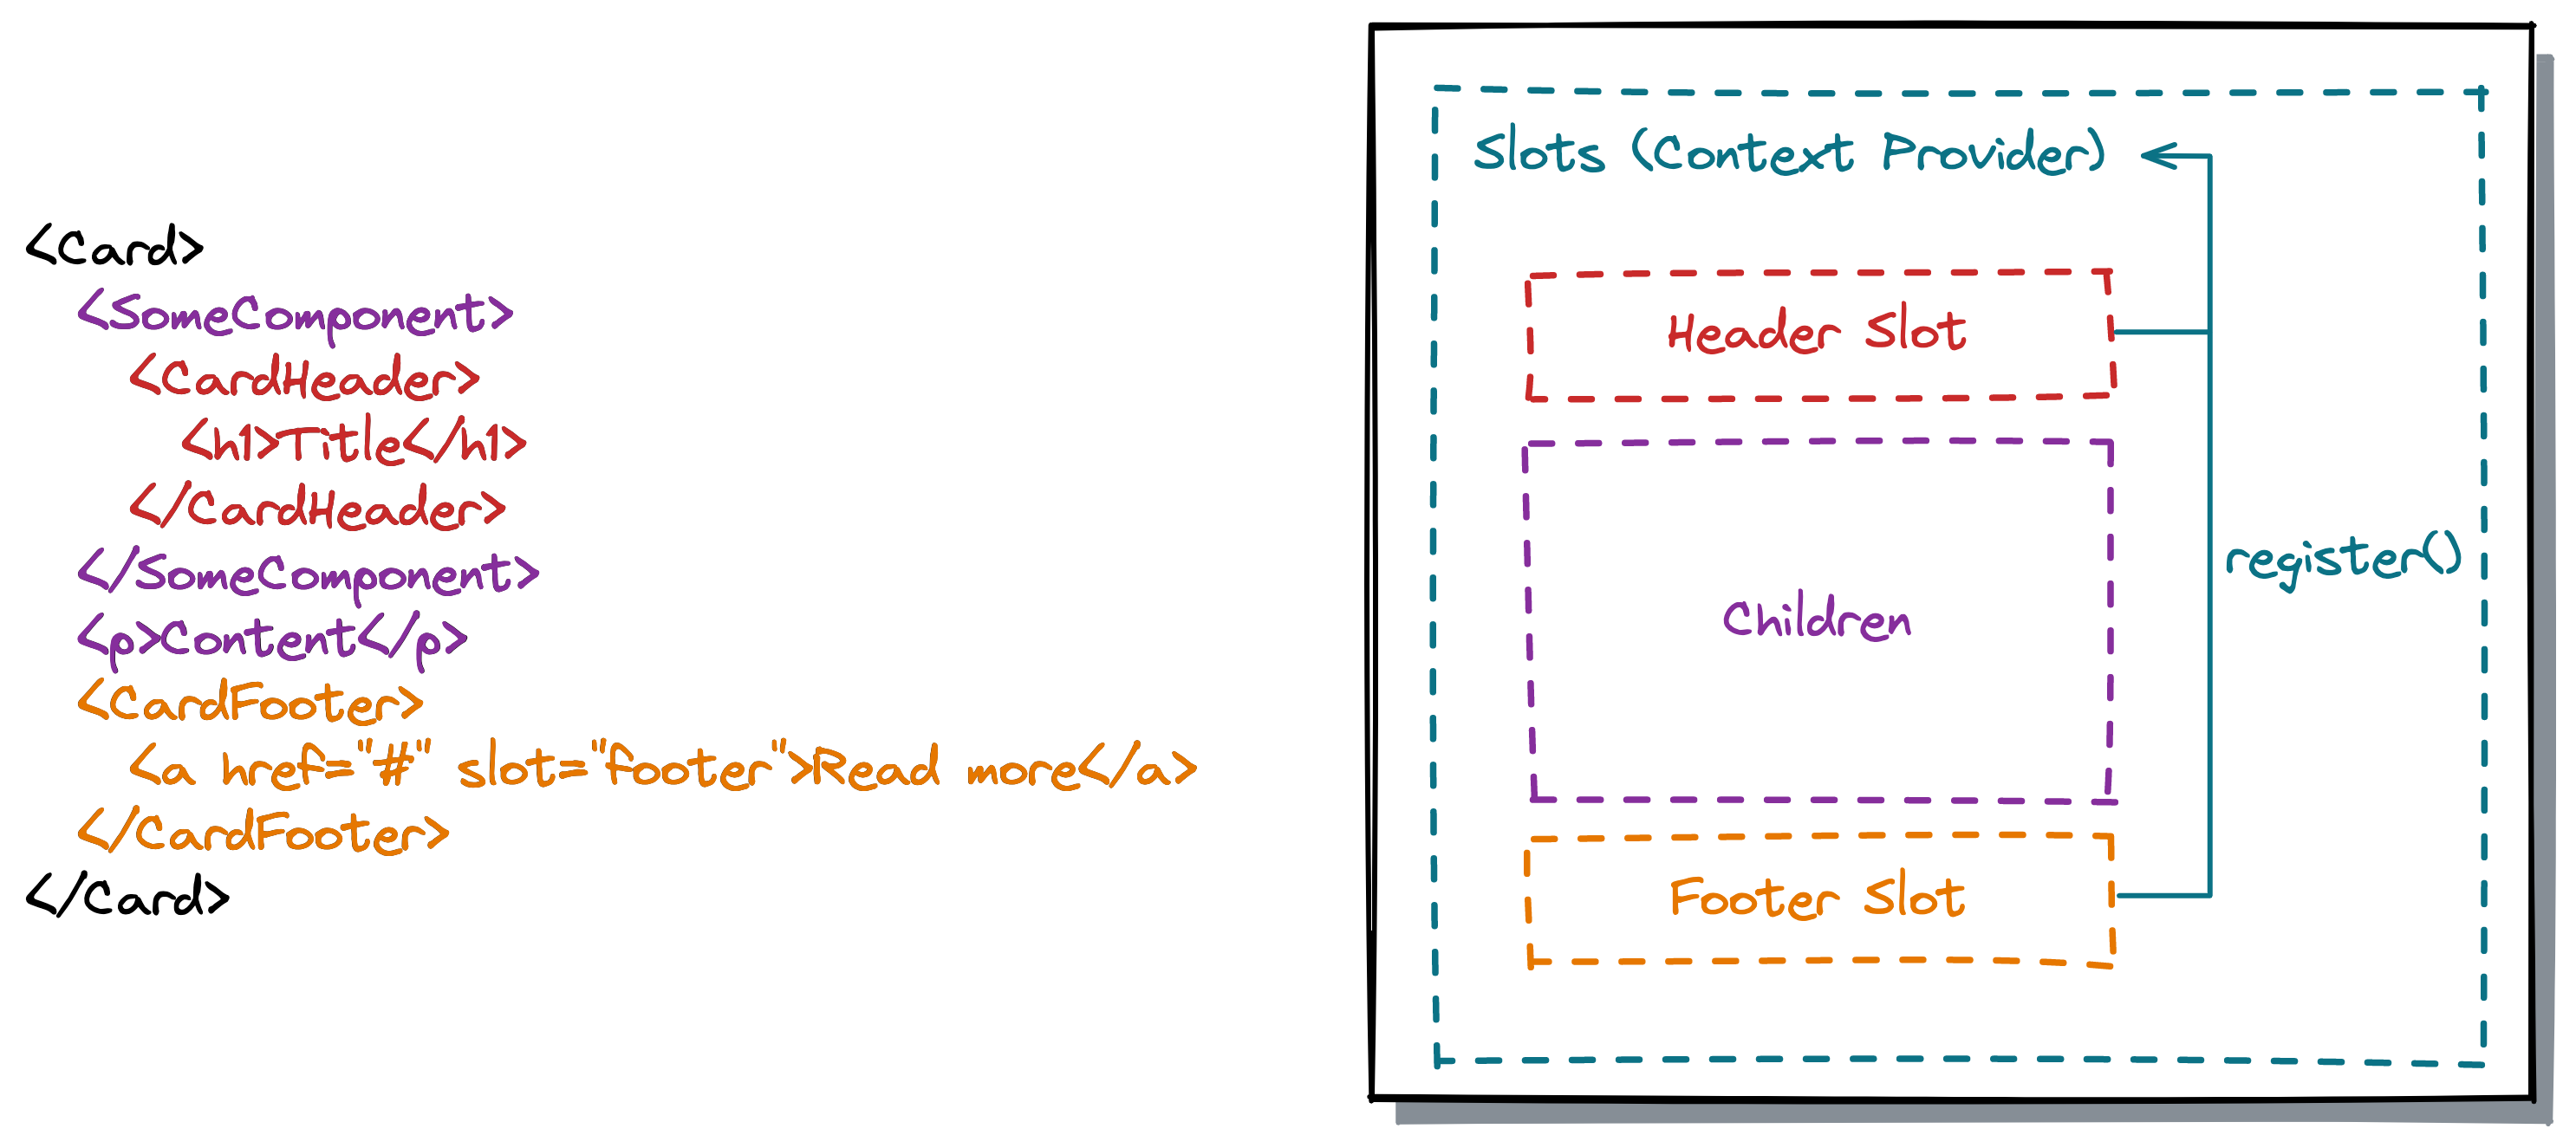 <Card>
<SomeComponent>
<CardHeader>
<h1>Title</h1>
</CardHeader>
</SomeComponent>
<p>Content</p>
<CardFooter>
<a href="#" slot="footer">Read more</a>
</CardFooter>
</Card>
Slots (Context Provider)
Header Slot
Children
register()
Footer Slot